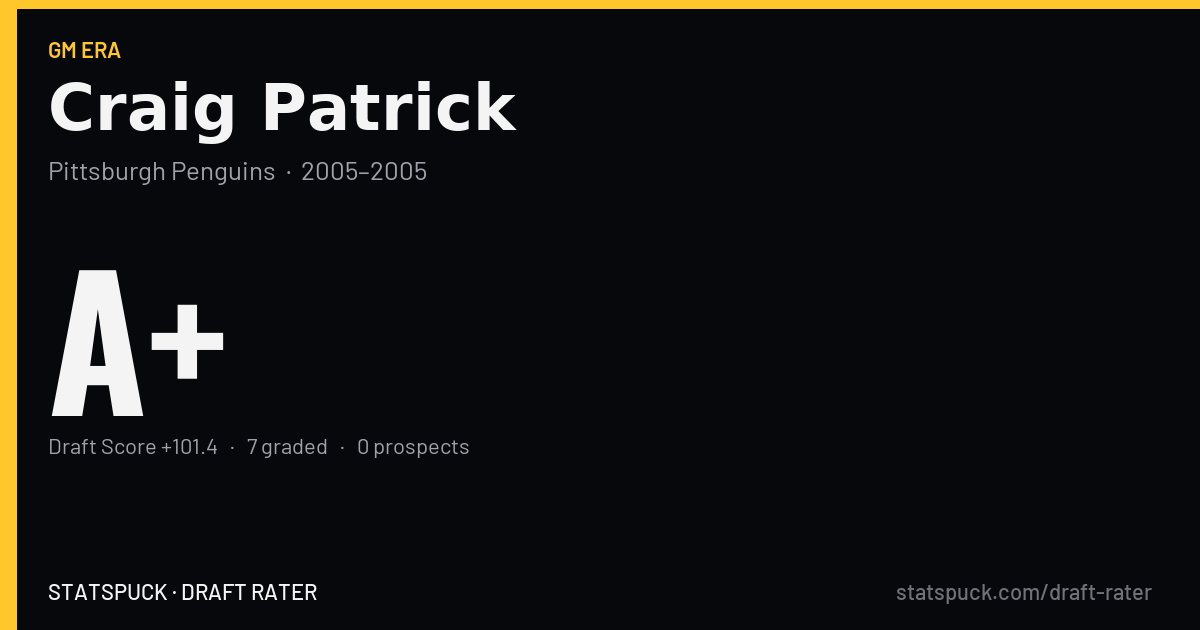 GM ERA
Craig Patrick
Pittsburgh Penguins · 2005–2005
A+
Draft Score +101.4 · 7 graded · 0 prospects
STATSPUCK · DRAFT RATER
statspuck.com/draft-rater